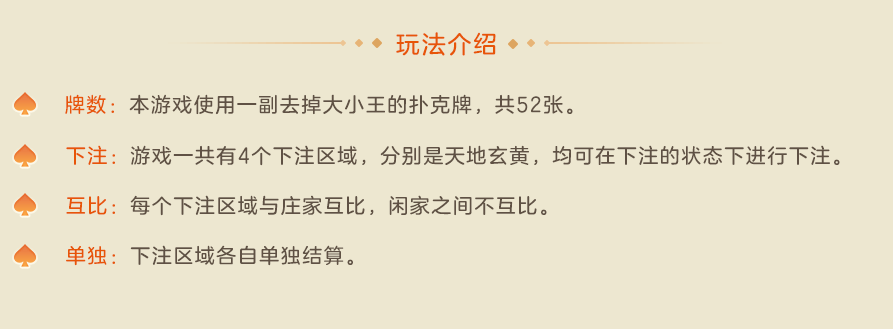 玩法介绍
牌数：本游戏使用一副去掉大小王的扑克牌，共52张。
下注：游戏一共有4个下注区域，分别是天地玄黄，均可在下注的状态下进行下注。
互比：每个下注区域与庄家互比，闲家之间不互比。
单独：下注区域各自单独结算。